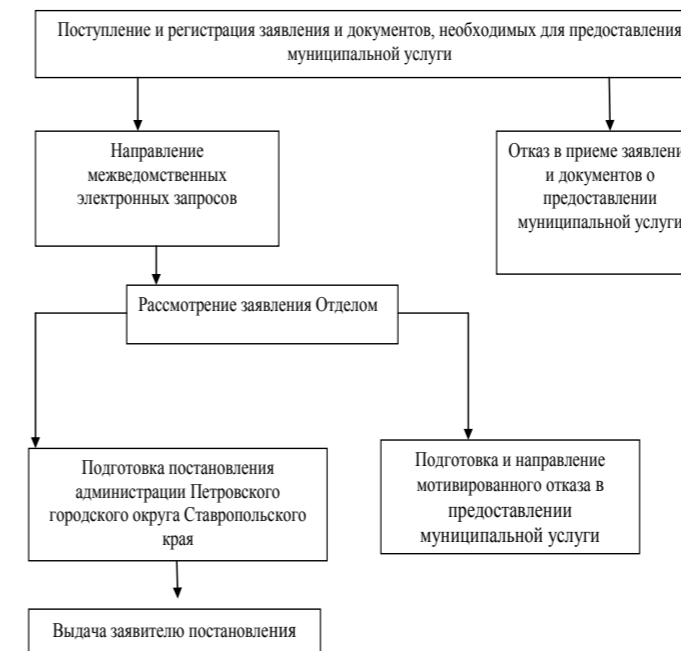 Поступление и регистрация заявления и документов, необходимых для предоставления
муниципальной услуги
Направление
межведомственных
электронных запросов
Отказ в приеме заявлени
и документов о
предоставлении
муниципальной услуги
Рассмотрение заявления Отделом
Подготовка постановления
администрации Петровского
городского округа Ставропольского
края
Подготовка и направление
мотивированного отказа в
предоставлении
муниципальной услуги
Выдача заявителю постановления